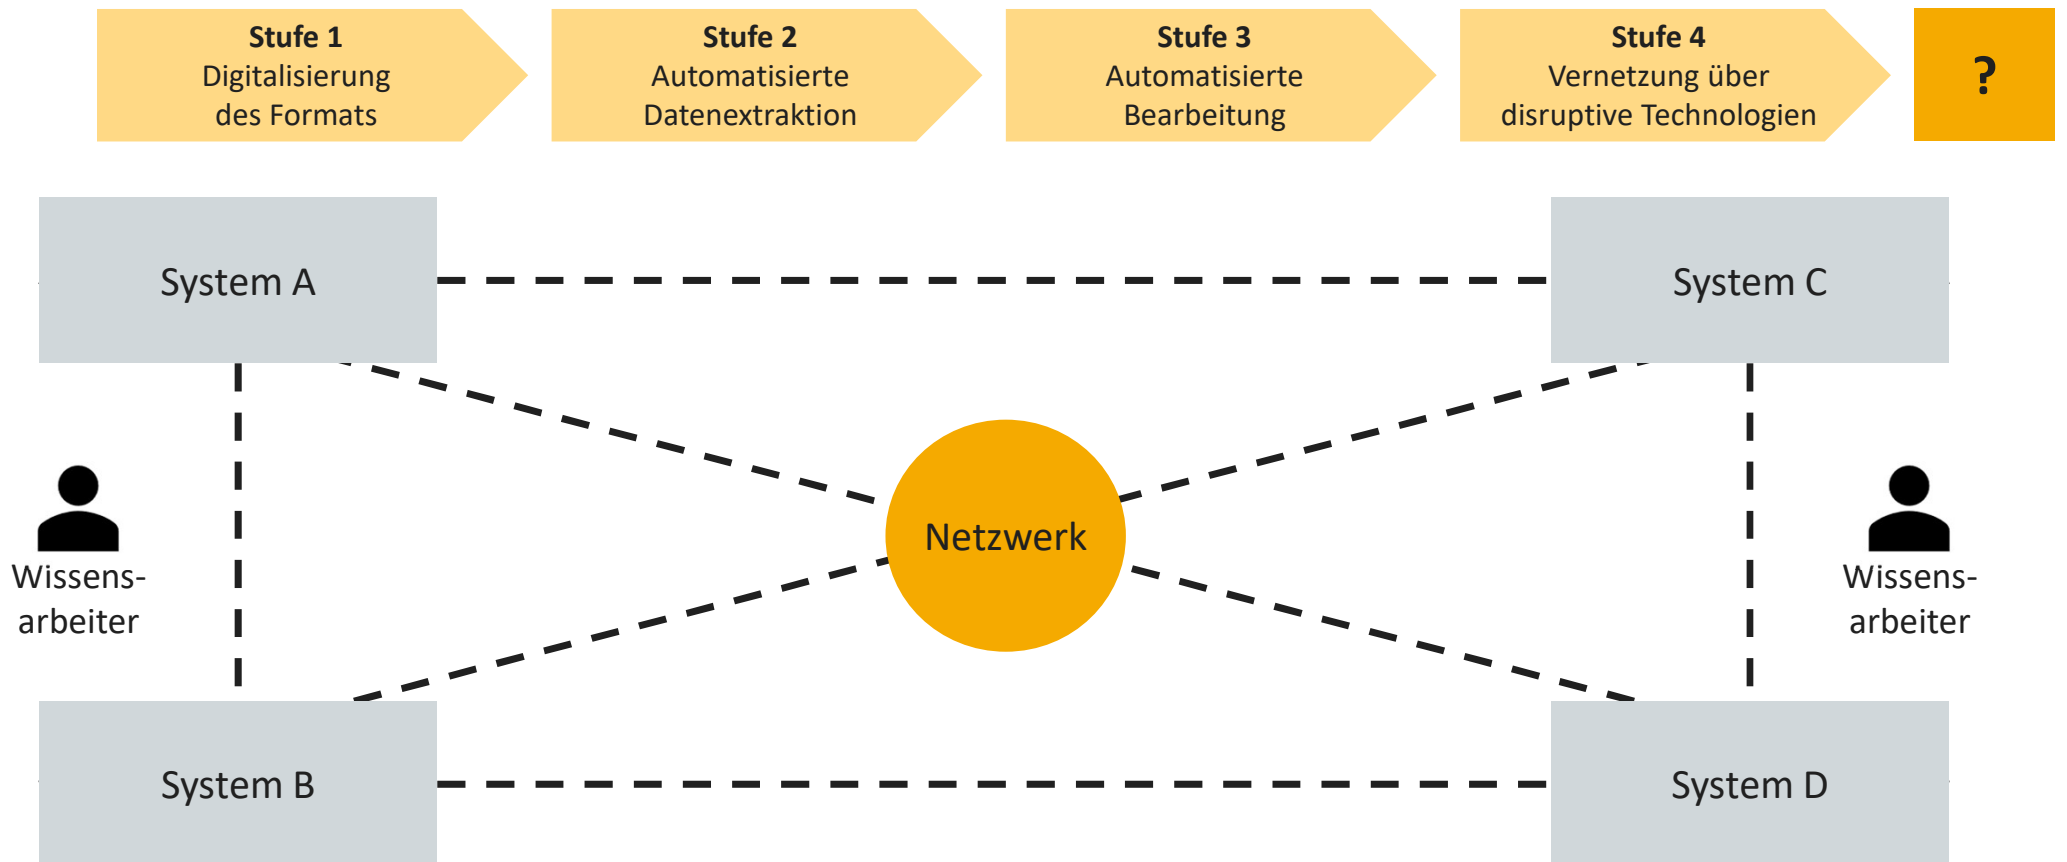 Stufe 1
Digitalisierung
des Formats
Stufe 2
Automatisierte
Datenextraktion
Stufe 3
Automatisierte
Bearbeitung
Stufe 4
Vernetzung über
disruptive Technologien
?
System A
System C
Netzwerk
Wissens-
arbeiter
Wissens-
arbeiter
System B
System D